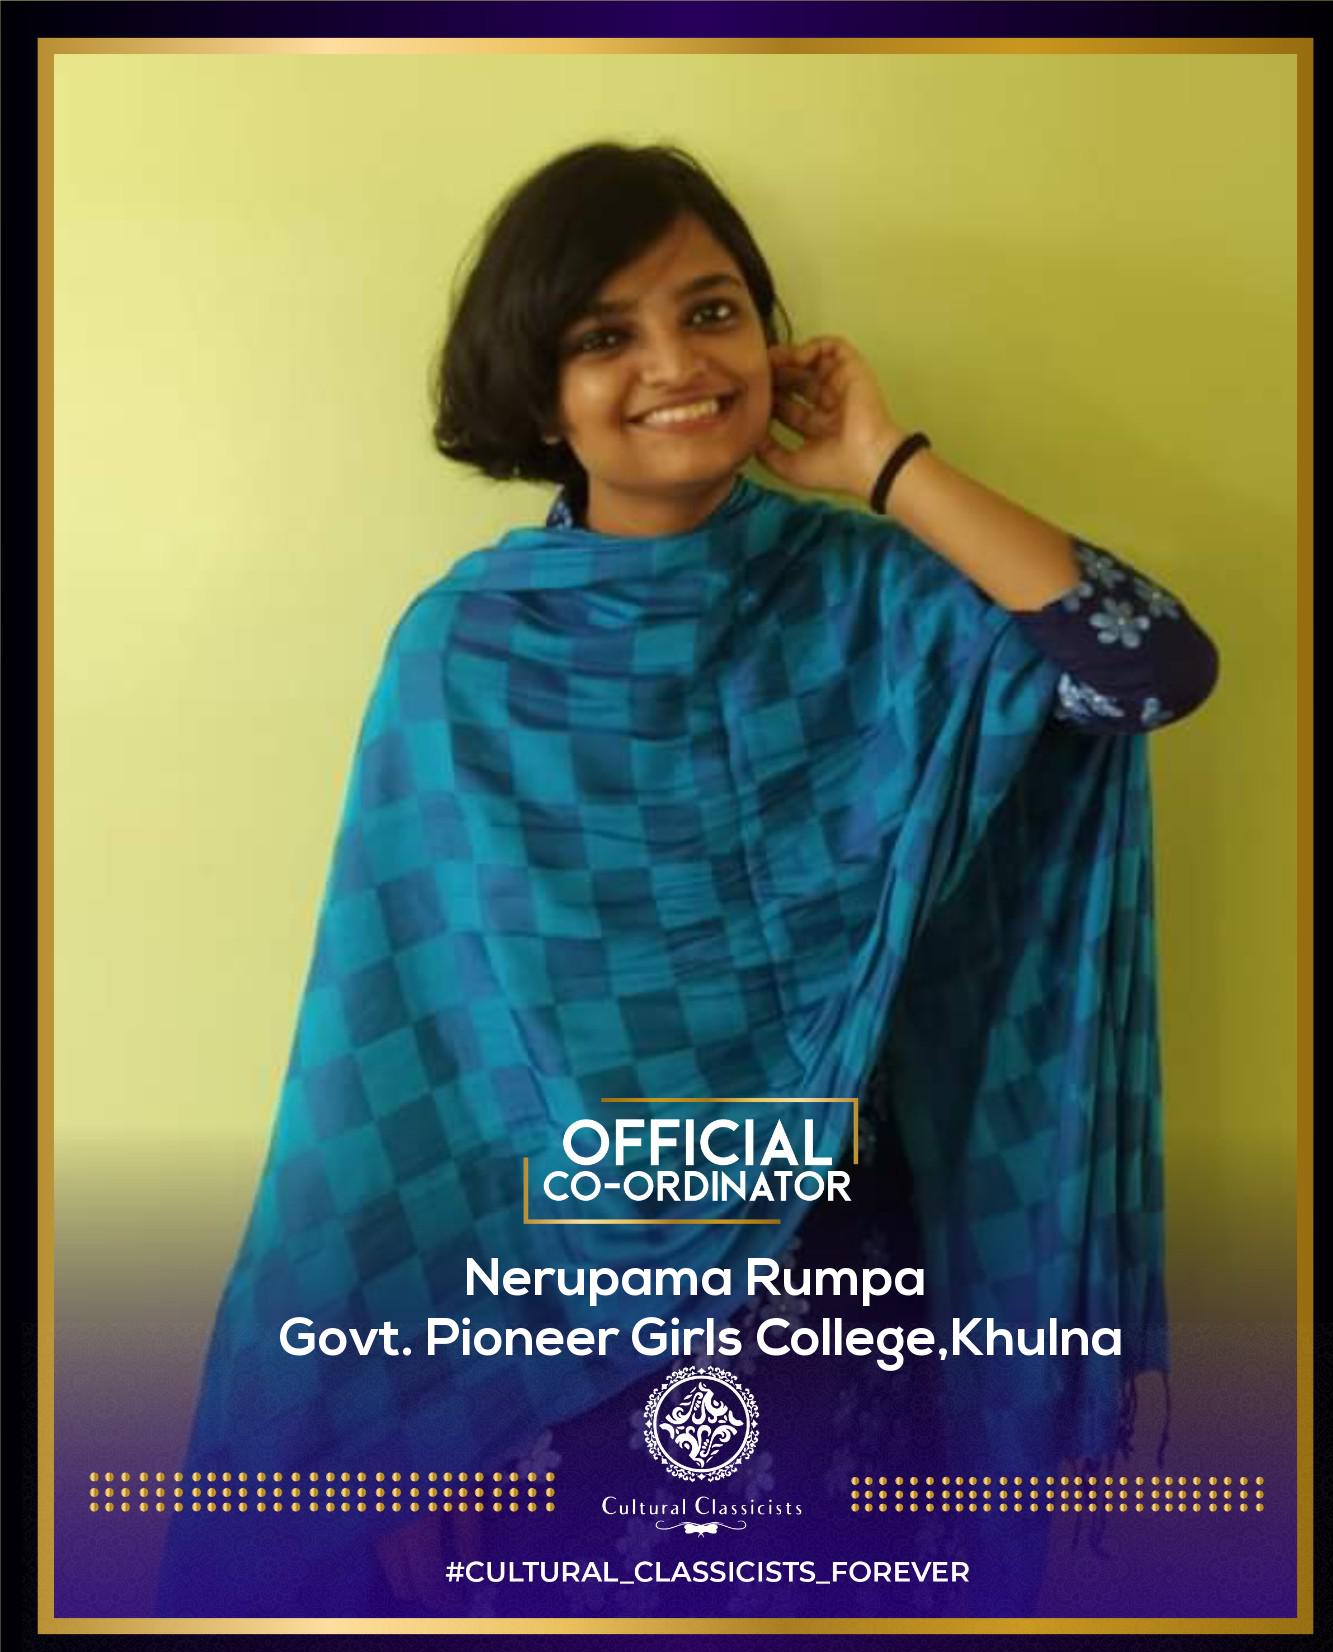 OFFICIAL
CO-ORDINATOR
Nerupama Rumpa
Govt. Pioneer Girls College,Khulna
Cultural Classicists
#CULTURAL_CLASSICISTS_FOREVER